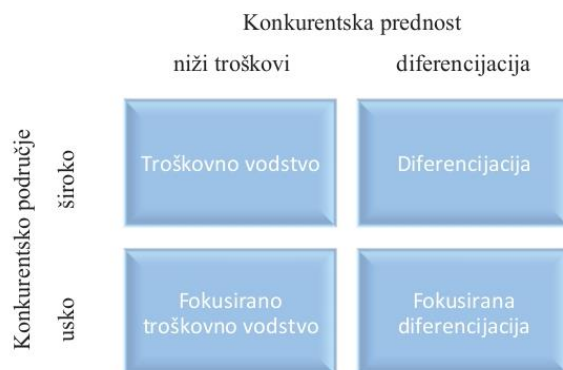 Konkurentska prednost
niži troškovi diferencijacija
Konkurentsko područje
široko
Troškovno vodstvo
Diferencijacija
usko
Fokusirano
troškovno vodstvo
Fokusirana
diferencijacija